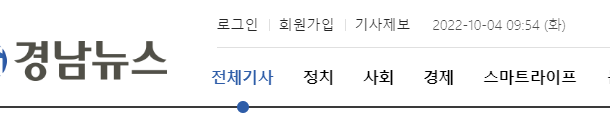 로그인 회원가입 기사제보 2022-10-04 09:54 (화)
경남뉴스
전체기사 정치 사회 경제 스마트라이프